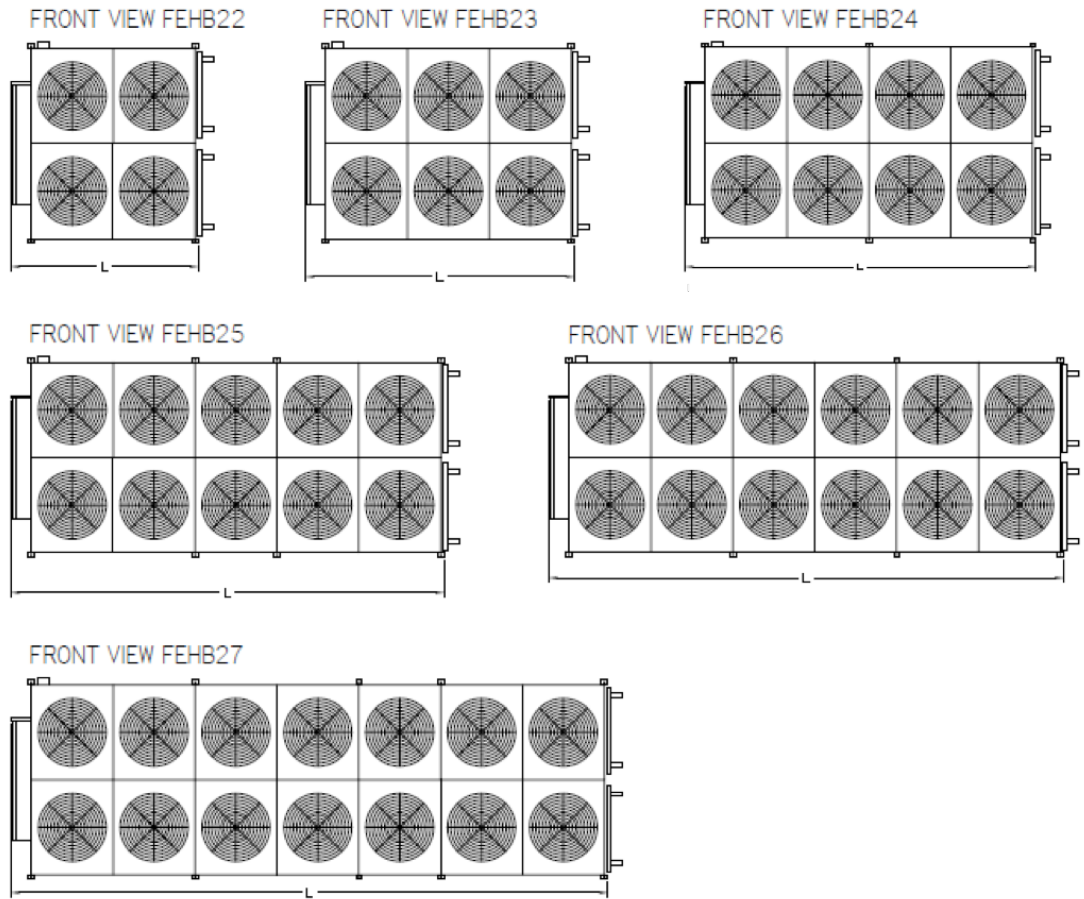 FRONT VIEW FEHB22
FRONT VIEW FEHB23
FRONT VIEW FEHB24
L
L
L
FRONT VIEW FEHB25
FRONT VIEW FEHB26
L
L
FRONT VIEW FEHB27
L